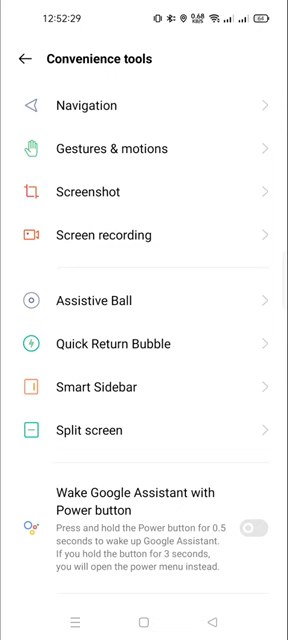 12:52:29
0.68 KB/S
64
Convenience tools
Navigation
Gestures & motions
Screenshot
Screen recording
Assistive Ball
Quick Return Bubble
Smart Sidebar
Split screen
Wake Google Assistant with
Power button
Press and hold the Power button for 0.5
seconds to wake up Google Assistant.
If you hold the button for 3 seconds,
you will open the power menu instead.